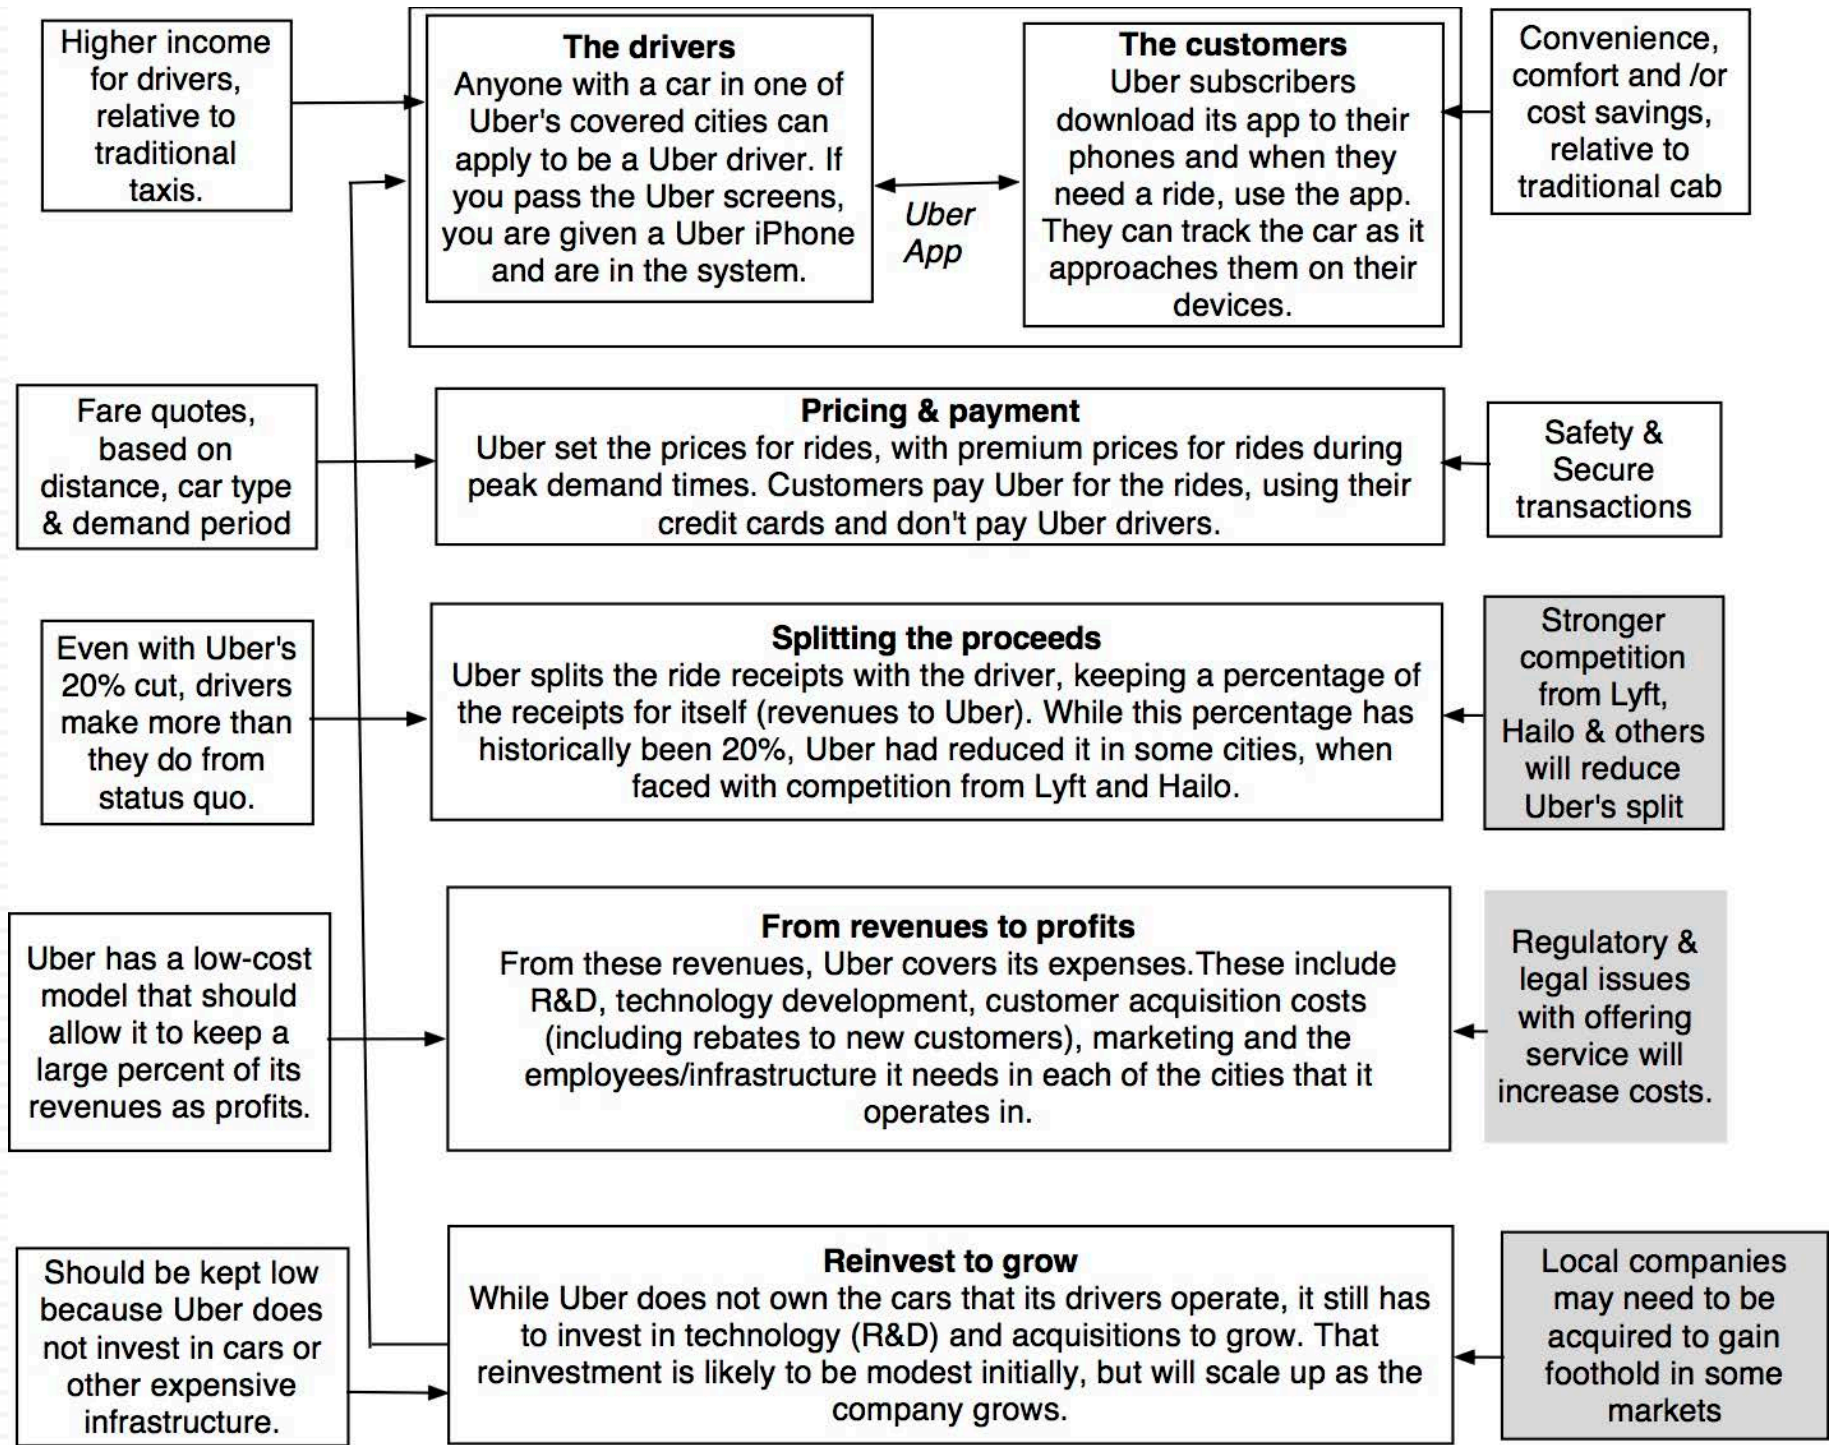 Higher income
for drivers,
relative to
traditional
taxis.
The drivers
Anyone with a car in one of
Uber's covered cities can
apply to be a Uber driver. If
you pass the Uber screens,
you are given a Uber iPhone
and are in the system.
Uber
App
The customers
Uber subscribers
download its app to their
phones and when they
need a ride, use the app.
They can track the car as it
approaches them on their
devices.
Convenience,
comfort and /or
cost savings,
relative to
traditional cab
Fare quotes,
based on
distance, car type
& demand period
Pricing & payment
Uber set the prices for rides, with premium prices for rides during
peak demand times. Customers pay Uber for the rides, using their
credit cards and don't pay Uber drivers.
Safety &
Secure
transactions
Even with Uber's
20% cut, drivers
make more than
they do from
status quo.
Splitting the proceeds
Uber splits the ride receipts with the driver, keeping a percentage of
the receipts for itself (revenues to Uber). While this percentage has
historically been 20%, Uber had reduced it in some cities, when
faced with competition from Lyft and Hailo.
Stronger
competition
from Lyft,
Hailo & others
will reduce
Uber's split
Uber has a low-cost
model that should
allow it to keep a
large percent of its
revenues as profits.
From revenues to profits
From these revenues, Uber covers its expenses.These include
R&D, technology development, customer acquisition costs
(including rebates to new customers), marketing and the
employees/infrastructure it needs in each of the cities that it
operates in.
Regulatory &
legal issues
with offering
service will
increase costs.
Should be kept low
because Uber does
not invest in cars or
other expensive
infrastructure.
Reinvest to grow
While Uber does not own the cars that its drivers operate, it still has
to invest in technology (R&D) and acquisitions to grow. That
reinvestment is likely to be modest initially, but will scale up as the
company grows.
Local companies
may need to be
acquired to gain
foothold in some
markets